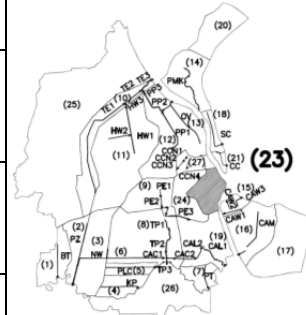 (20)
(14)
TE2 TE3
PMK
(10)
PP3
(25)
TE1
HW3
PP2
(18)
(13)
HW2
HW1
PP1
SC
(12)
(11)
CCN1
CCN2
CCN3
(27)
(21)
CC
(23)
CCN4
(9)
PE1
(15)
PE2
(24)
CAW3
PE3
CAW1
(2)
(8)
TP1
(16)
CAM
PZ
(3)
(19)
TP2
CAL2
(6)
CAL1
NW
CAC1
CAC2
(17)
(1)
BT
PLC(5)
TP3
(7)
PT
KP
(4)
(26)